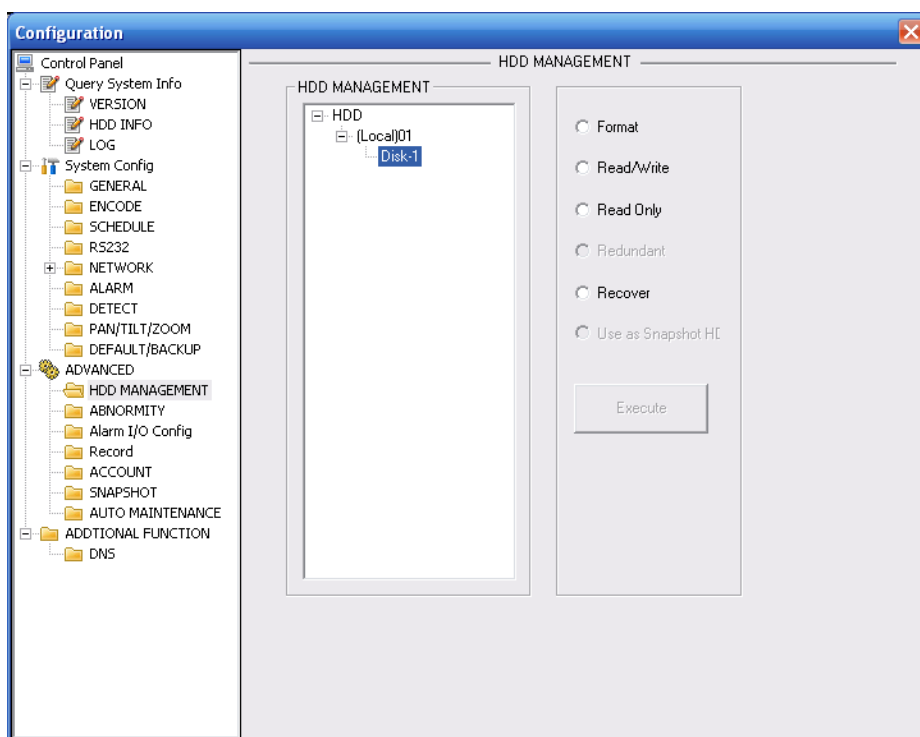 Configuration
Control Panel
Query System Info
VERSION
HDD INFO
LOG
System Config
GENERAL
ENCODE
SCHEDULE
RS232
NETWORK
ALARM
DETECT
PAN/TILT/ZOOM
DEFAULT/BACKUP
ADVANCED
HDD MANAGEMENT
ABNORMITY
Alarm I/O Config
Record
ACCOUNT
SNAPSHOT
AUTO MAINTENANCE
ADDTIONAL FUNCTION
DNS
HDD MANAGEMENT
HDD MANAGEMENT
HDD
(Local)01
Disk-1
Format
Read/Write
Read Only
Redundant
Recover
Use as Snapshot HD
Execute